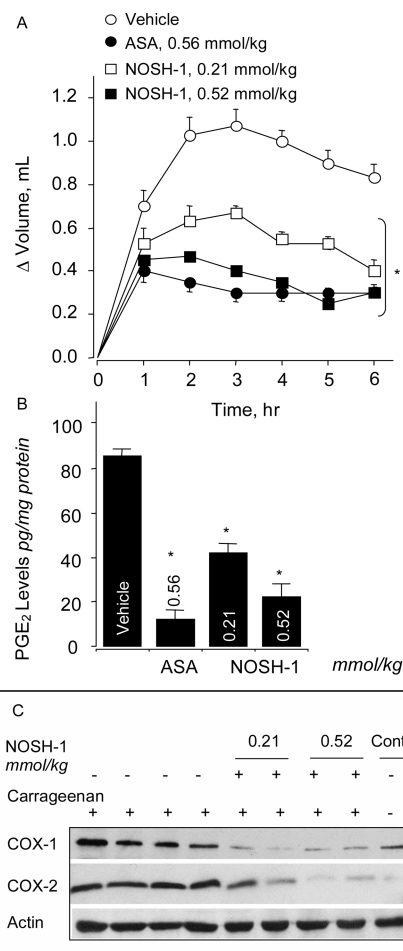 A
Vehicle
ASA, 0.56 mmol/kg
NOSH-1, 0.21 mmol/kg
NOSH-1, 0.52 mmol/kg
Δ Volume, mL
1.2
1.0
0.8
0.6
0.4
0.2
0.0
*
0 1 2 3 4 5 6
Time, hr
B
PGE2 Levels pg/mg protein
100
80
60
40
20
0
Vehicle
* 0.56
* 0.21
* 0.52
ASA NOSH-1 mmol/kg
C
NOSH-1 0.21 0.52 Cont
mmol/kg
- - - - + + + + -
Carrageenan
+ + + + + + + + -
COX-1
COX-2
Actin